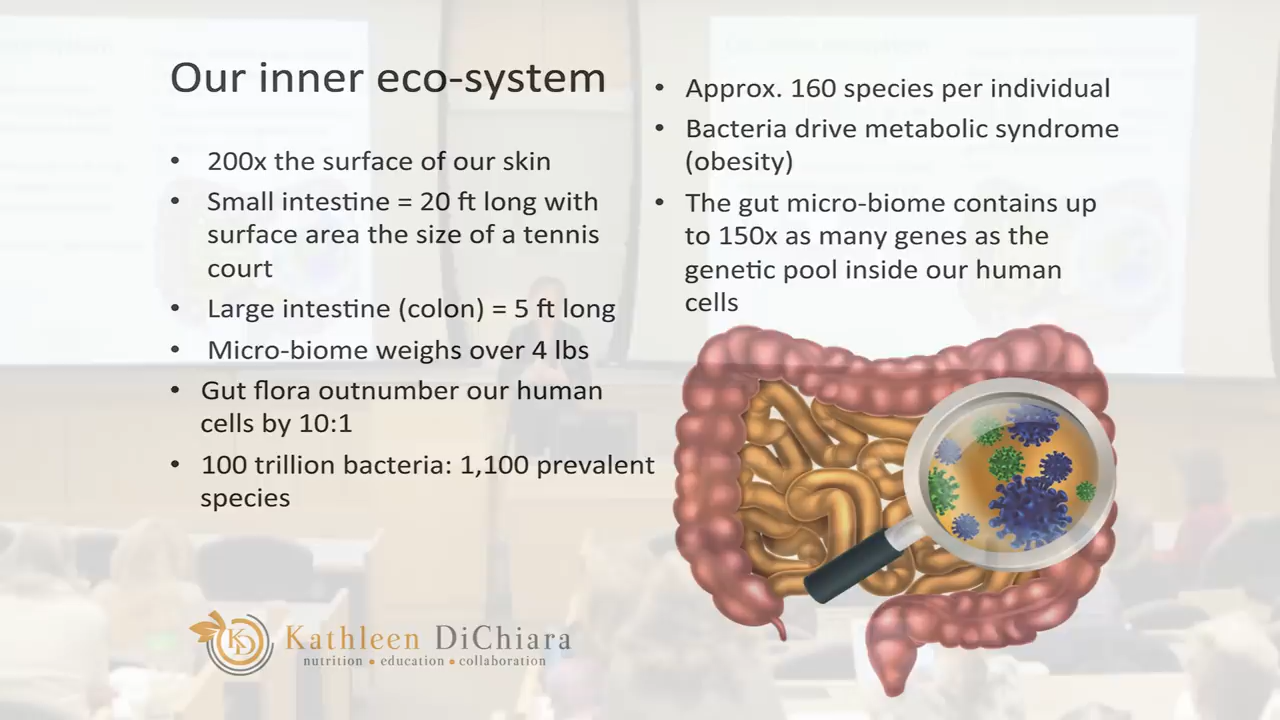 Our inner eco-system
• 200x the surface of our skin
• Small intestine = 20 ft long with
surface area the size of a tennis
court
• Large intestine (colon) = 5 ft long
• Micro-biome weighs over 4 lbs
• Gut flora outnumber our human
cells by 10:1
• 100 trillion bacteria: 1,100 prevalent
species
• Approx. 160 species per individual
• Bacteria drive metabolic syndrome
(obesity)
• The gut micro-biome contains up
to 150x as many genes as the
genetic pool inside our human
cells
KD Kathleen DiChiara
nutrition • education • collaboration